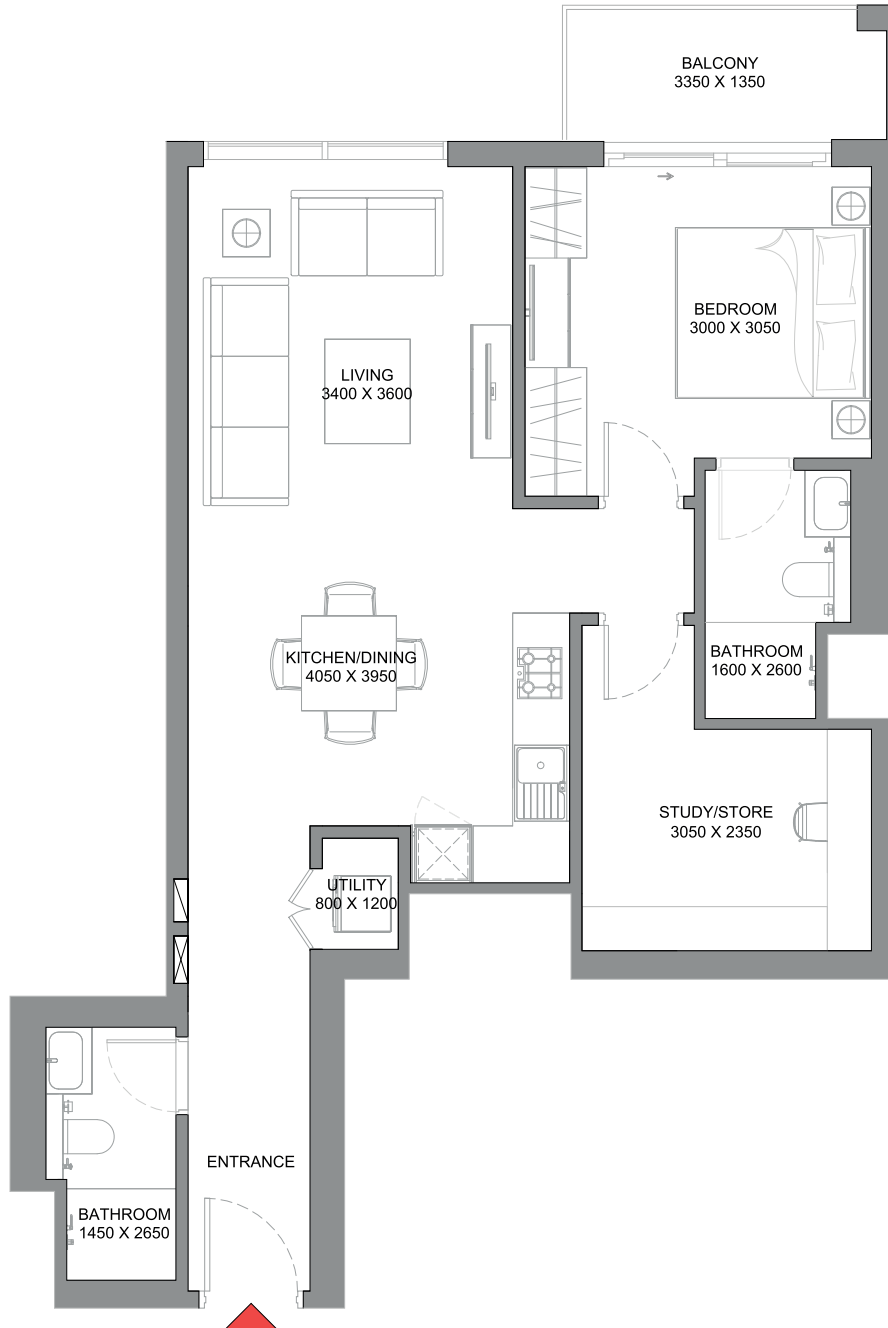 BALCONY
3350 X 1350
BEDROOM
3000 X 3050
LIVING
3400 X 3600
KITCHEN/DINING
4050 X 3950
BATHROOM
1600 X 2600
STUDY/STORE
3050 X 2350
UTILITY
800 X 1200
ENTRANCE
BATHROOM
1450 X 2650